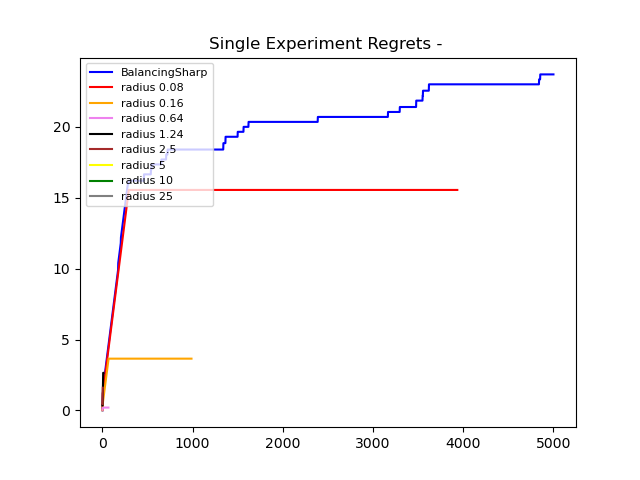 Single Experiment Regrets -
BalancingSharp
radius 0.08
radius 0.16
radius 0.64
radius 1.24
radius 2.5
radius 5
radius 10
radius 25
20
15
10
5
0
0 1000 2000 3000 4000 5000